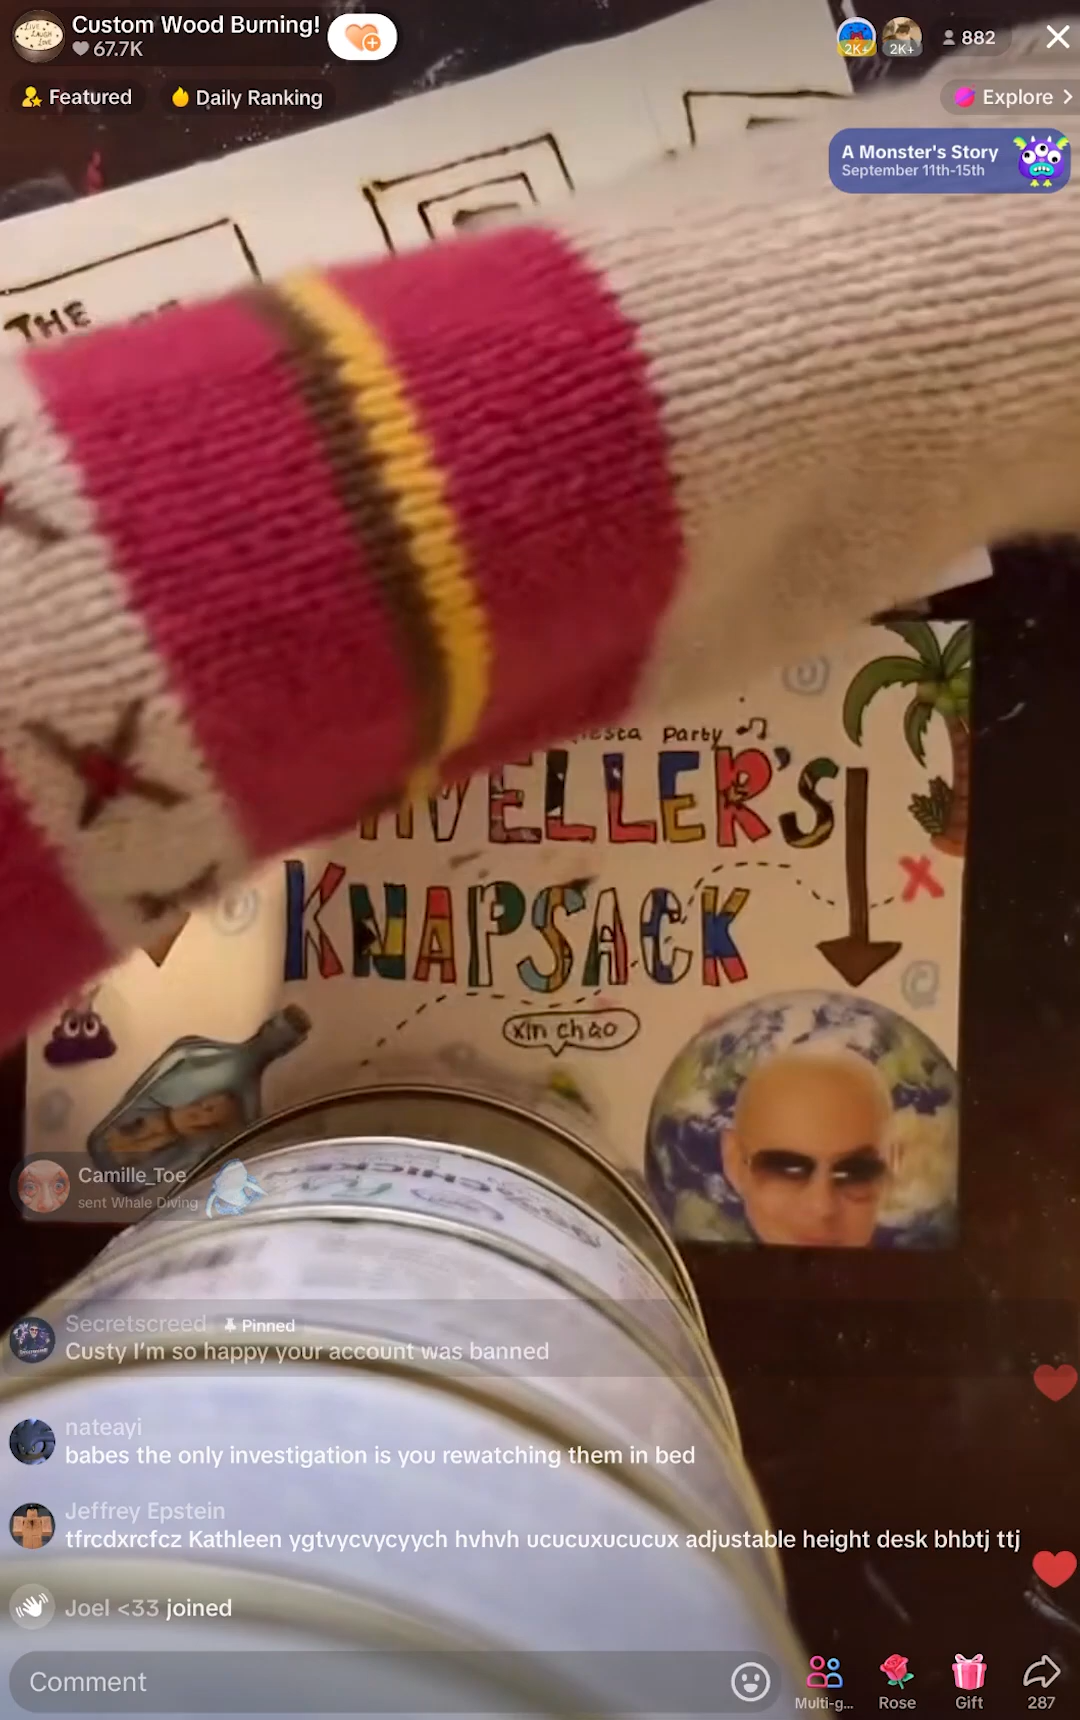 Custom Wood Burning!
67.7K
2K+
2K+
882
Featured
Daily Ranking
Explore >
A Monster's Story
September 11th-15th
THE
Party
KNAPSACK
xin chao
Camille_Toe
sent Whale Diving
Secretscreed Pinned
Custy I'm so happy your account was banned
nateayi
babes the only investigation is you rewatching them in bed
Jeffrey Epstein
tfrcdxrcfcz Kathleen ygtvycvycyych hvhvh ucucuxucucux adjustable height desk bhbtj ttj
Joel <33 joined
Comment
Multi-g...
Rose
Gift
287